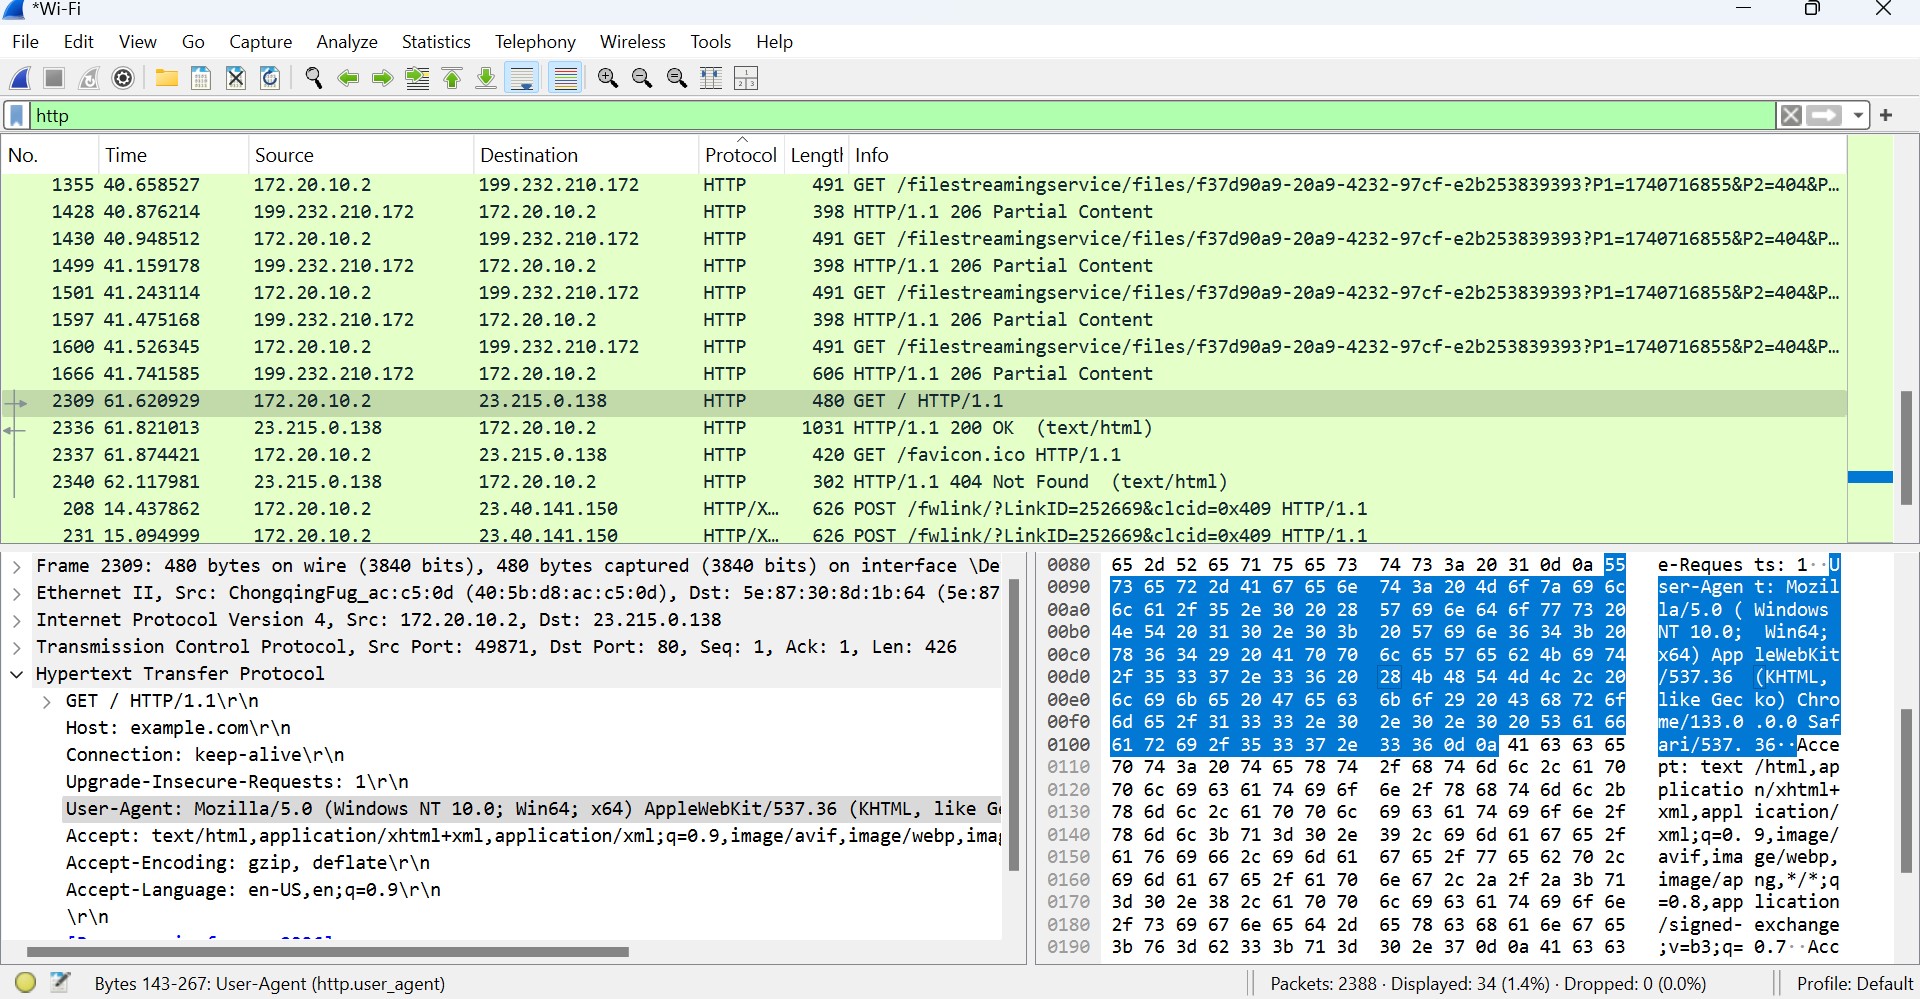 *Wi-Fi
File Edit View Go Capture Analyze Statistics Telephony Wireless Tools Help
http
No. Time Source Destination Protocol Length Info
1355 40.658527 172.20.10.2 199.232.210.172 HTTP 491 GET /filestreamingservice/files/f37d90a9-20a9-4232-97cf-e2b253839393?P1=1740716855&P2=404&P…
1428 40.876214 199.232.210.172 172.20.10.2 HTTP 398 HTTP/1.1 206 Partial Content
1430 40.948512 172.20.10.2 199.232.210.172 HTTP 491 GET /filestreamingservice/files/f37d90a9-20a9-4232-97cf-e2b253839393?P1=1740716855&P2=404&P…
1499 41.159178 199.232.210.172 172.20.10.2 HTTP 398 HTTP/1.1 206 Partial Content
1501 41.243114 172.20.10.2 199.232.210.172 HTTP 491 GET /filestreamingservice/files/f37d90a9-20a9-4232-97cf-e2b253839393?P1=1740716855&P2=404&P…
1597 41.475168 199.232.210.172 172.20.10.2 HTTP 398 HTTP/1.1 206 Partial Content
1600 41.526345 172.20.10.2 199.232.210.172 HTTP 491 GET /filestreamingservice/files/f37d90a9-20a9-4232-97cf-e2b253839393?P1=1740716855&P2=404&P…
1666 41.741585 199.232.210.172 172.20.10.2 HTTP 606 HTTP/1.1 206 Partial Content
2309 61.620929 172.20.10.2 23.215.0.138 HTTP 480 GET / HTTP/1.1
2336 61.821013 23.215.0.138 172.20.10.2 HTTP 1031 HTTP/1.1 200 OK (text/html)
2337 61.874421 172.20.10.2 23.215.0.138 HTTP 420 GET /favicon.ico HTTP/1.1
2340 62.117981 23.215.0.138 172.20.10.2 HTTP 302 HTTP/1.1 404 Not Found (text/html)
208 14.437862 172.20.10.2 23.40.141.150 HTTP/X… 626 POST /fwlink/?LinkID=252669&clcid=0x409 HTTP/1.1
231 15.094999 172.20.10.2 23.40.141.150 HTTP/X… 626 POST /fwlink/?LinkID=252669&clcid=0x409 HTTP/1.1
Frame 2309: 480 bytes on wire (3840 bits), 480 bytes captured (3840 bits) on interface \De
Ethernet II, Src: ChongqingFug_ac:c5:0d (40:5b:d8:ac:c5:0d), Dst: 5e:87:30:8d:1b:64 (5e:87
Internet Protocol Version 4, Src: 172.20.10.2, Dst: 23.215.0.138
Transmission Control Protocol, Src Port: 49871, Dst Port: 80, Seq: 1, Ack: 1, Len: 426
Hypertext Transfer Protocol
GET / HTTP/1.1\r\n
Host: example.com\r\n
Connection: keep-alive\r\n
Upgrade-Insecure-Requests: 1\r\n
User-Agent: Mozilla/5.0 (Windows NT 10.0; Win64; x64) AppleWebKit/537.36 (KHTML, like Ge
Accept: text/html,application/xhtml+xml,application/xml;q=0.9,image/avif,image/webp,ima
Accept-Encoding: gzip, deflate\r\n
Accept-Language: en-US,en;q=0.9\r\n
\r\n
0080 65 2d 52 65 71 75 65 73 74 73 3a 20 31 0d 0a 55 e-Reques ts: 1··U
0090 73 65 72 2d 41 67 65 6e 74 3a 20 4d 6f 7a 69 6c ser-Agen t: Mozil
00a0 6c 61 2f 35 2e 30 20 28 57 69 6e 64 6f 77 73 20 la/5.0 ( Windows
00b0 4e 54 20 31 30 2e 30 3b 20 57 69 6e 36 34 3b 20 NT 10.0; Win64;
00c0 78 36 34 29 20 41 70 70 6c 65 57 65 62 4b 69 74 x64) App leWebKit
00d0 2f 35 33 37 2e 33 36 20 28 4b 48 54 4d 4c 2c 20 /537.36 (KHTML,
00e0 6c 69 6b 65 20 47 65 63 6b 6f 29 20 43 68 72 6f like Gec ko) Chro
00f0 6d 65 2f 31 33 33 2e 30 2e 30 2e 30 20 53 61 66 me/133.0 .0.0 Saf
0100 61 72 69 2f 35 33 37 2e 33 36 0d 0a 41 63 63 65 ari/537. 36··Acce
0110 70 74 3a 20 74 65 78 74 2f 68 74 6d 6c 2c 61 70 pt: text /html,ap
0120 70 6c 69 63 61 74 69 6f 6e 2f 78 68 74 6d 6c 2b plicatio n/xhtml+
0130 78 6d 6c 2c 61 70 70 6c 69 63 61 74 69 6f 6e 2f xml,appl ication/
0140 78 6d 6c 3b 71 3d 30 2e 39 2c 69 6d 61 67 65 2f xml;q=0. 9,image/
0150 61 76 69 66 2c 69 6d 61 67 65 2f 77 65 62 70 2c avif,ima ge/webp,
0160 69 6d 61 67 65 2f 61 70 6e 67 2c 2a 2f 2a 3b 71 image/ap ng,*/*;q
0170 3d 30 2e 38 2c 61 70 70 6c 69 63 61 74 69 6f 6e =0.8,app lication
0180 2f 73 69 67 6e 65 64 2d 65 78 63 68 61 6e 67 65 /signed- exchange
0190 3b 76 3d 62 33 3b 71 3d 30 2e 37 0d 0a 41 63 63 ;v=b3;q= 0.7··Acc
Bytes 143-267: User-Agent (http.user_agent)
Packets: 2388 · Displayed: 34 (1.4%) · Dropped: 0 (0.0%)
Profile: Default